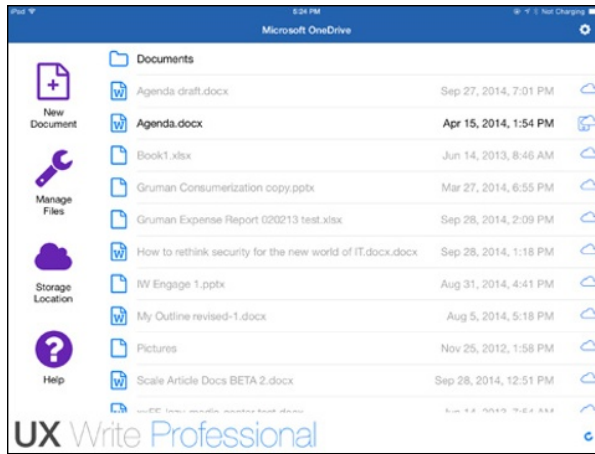 iPad 5:24 PM Not Charging
Microsoft OneDrive
Documents
New Document
Agenda draft.docx Sep 27, 2014, 7:01 PM
Agenda.docx Apr 15, 2014, 1:54 PM
Book1.xlsx Jun 14, 2013, 8:46 AM
Manage Files
Gruman Consumerization copy.pptx Mar 27, 2014, 6:55 PM
Gruman Expense Report 020213 test.xlsx Sep 28, 2014, 2:09 PM
How to rethink security for the new world of IT.docx.docx Sep 28, 2014, 1:18 PM
Storage Location
IW Engage 1.pptx Aug 31, 2014, 4:41 PM
My Outline revised-1.docx Aug 5, 2014, 5:18 PM
Pictures Nov 25, 2012, 1:58 PM
Help
Scale Article Docs BETA 2.docx Sep 28, 2014, 12:51 PM
UX Write Professional